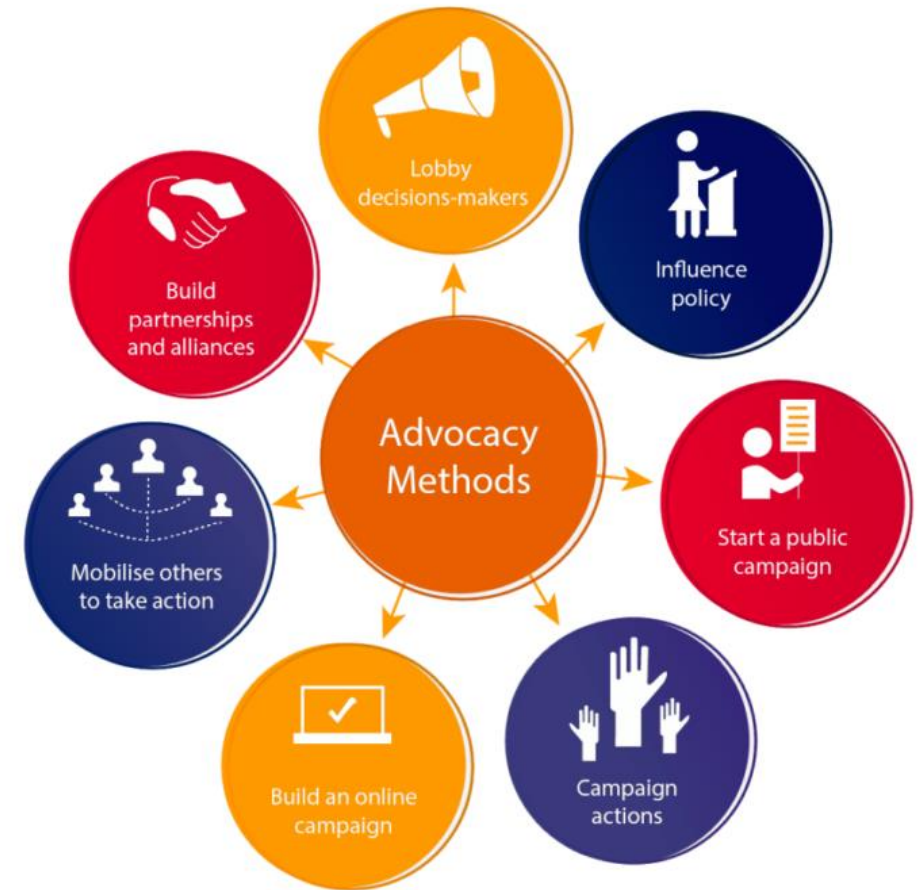 Advocacy
Methods
Lobby
decisions-makers
Influence
policy
Start a public
campaign
Campaign
actions
Build an online
campaign
Mobilise others
to take action
Build
partnerships
and alliances